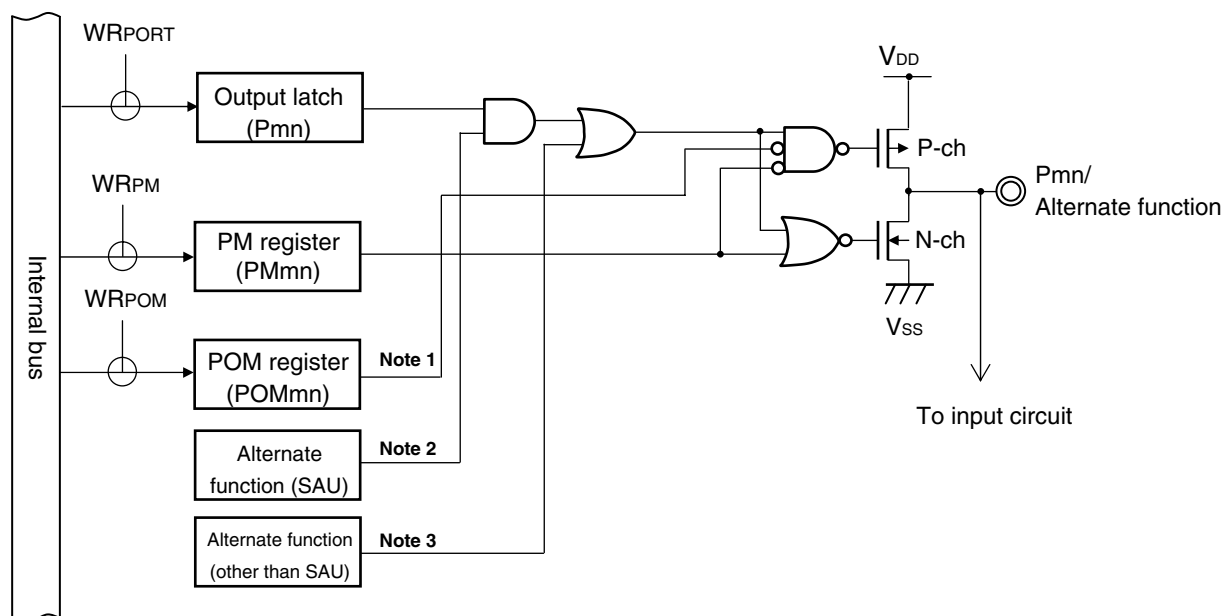 WRPORT
Output latch
(Pmn)
VDD
P-ch
Pmn/
Alternate function
WRPM
PM register
(PMmn)
N-ch
VSS
Internal bus
WRPOM
POM register
(POMmn)
Note 1
To input circuit
Alternate
function (SAU)
Note 2
Alternate function
(other than SAU)
Note 3